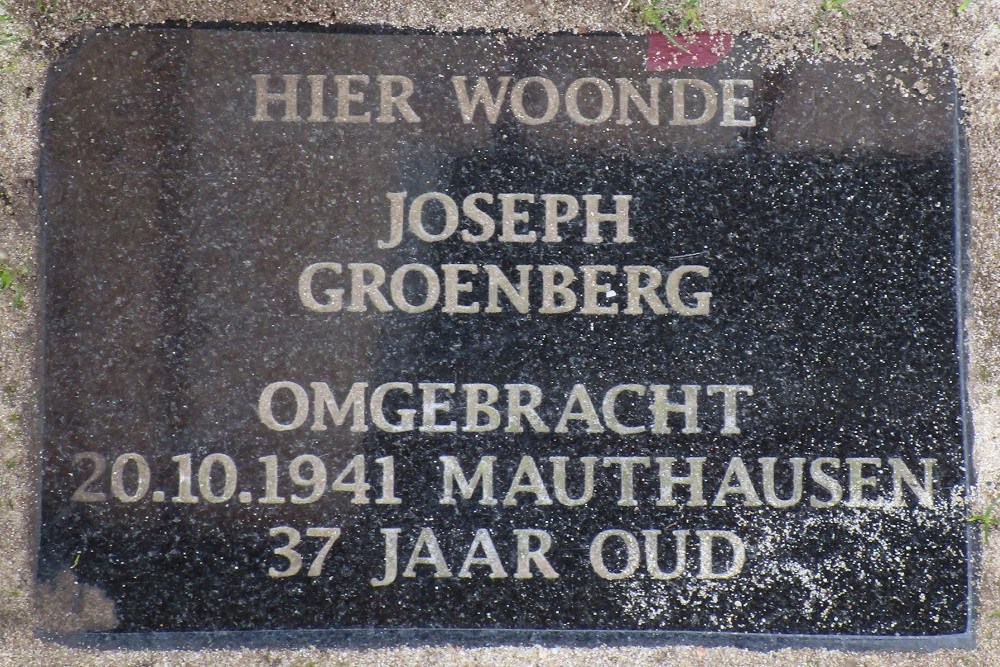 HIER WOONDE
JOSEPH
GROENBERG
OMGEBRACHT
20.10.1941 MAUTHAUSEN
37 JAAR OUD